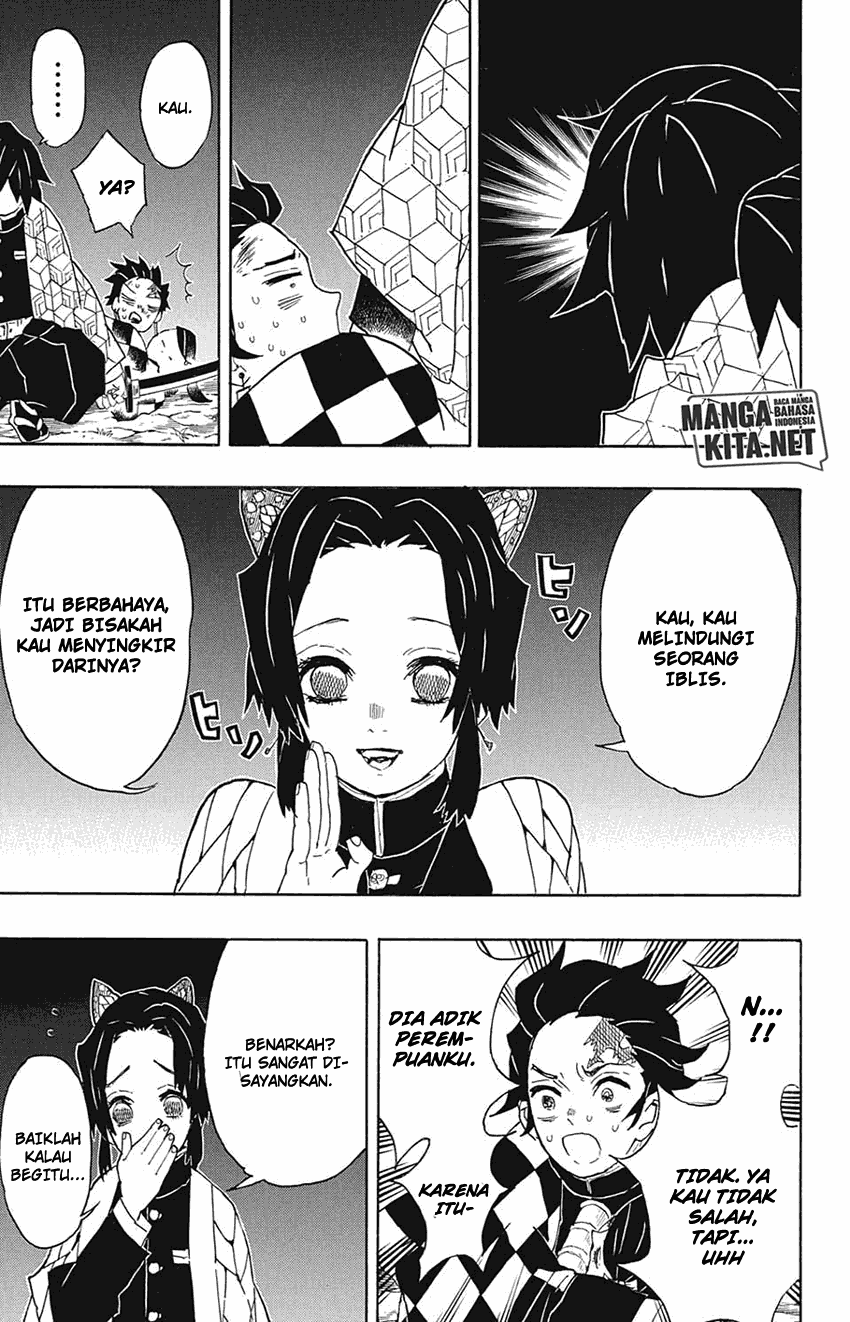 KAU.
YA?
......
MANGA
KITA.NET
BACA MANGA
BAHASA
INDONESIA
KAU, KAU
MELINDUNGI
SEORANG
IBLIS.
ヒソ
ITU BERBAHAYA,
JADI BISAKAH
KAU MENYINGKIR
DARINYA?
ヒソ
N...
!!
TIDAK. YA
KAU TIDAK
SALAH,
TAPI...
UHH
DIA ADIK
PEREM-
PUANKU.
KARENA
ITU-
BENARKAH?
ITU SANGAT DI-
SAYANGKAN.
BAIKLAH
KALAU
BEGITU...